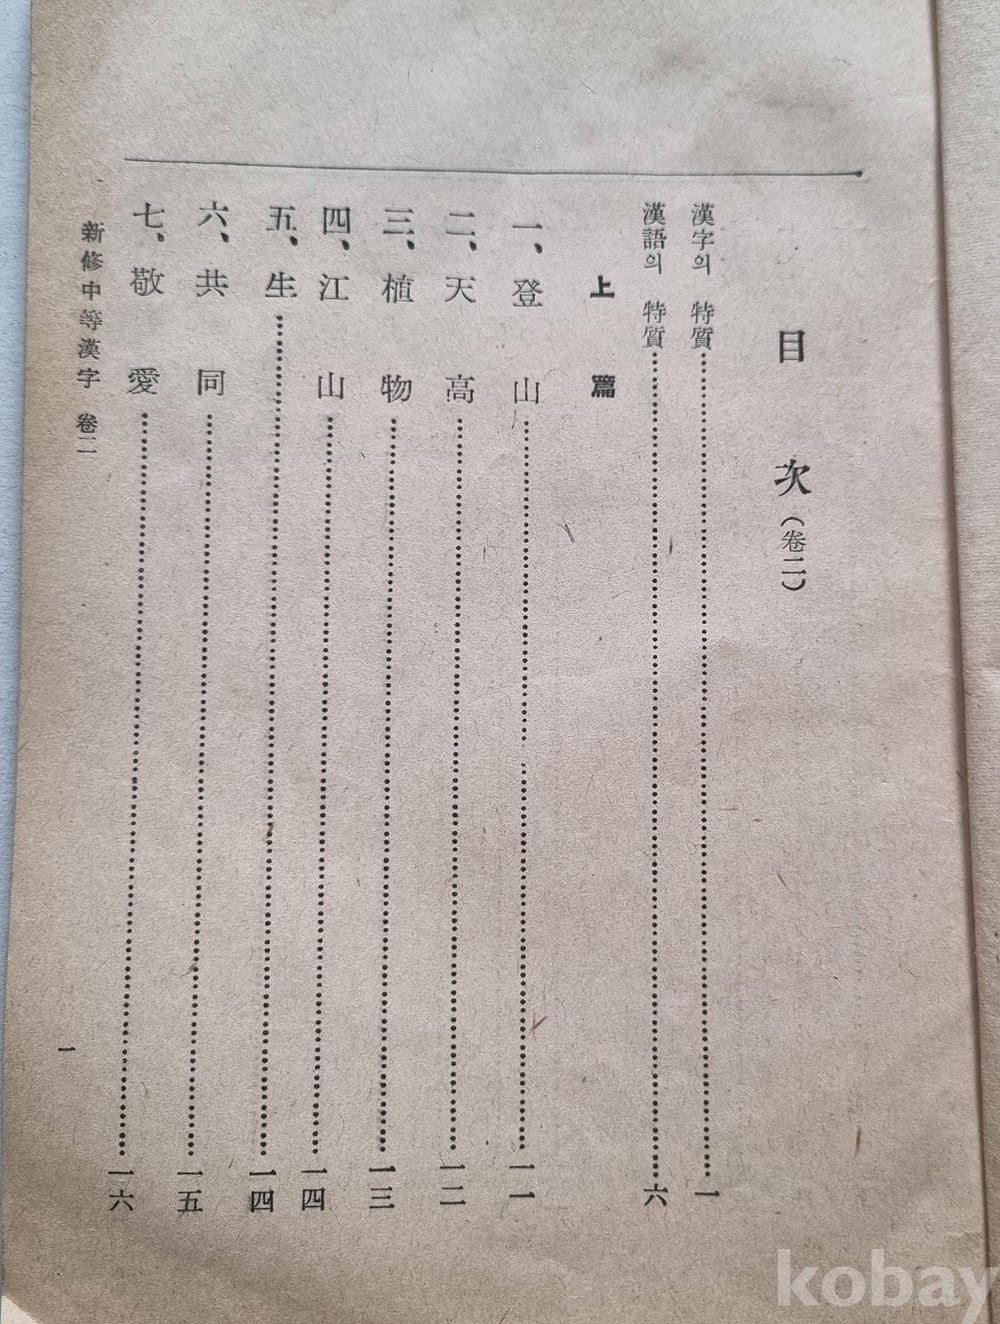 目 次 (卷二)
漢字의 特質……一
漢語의 特質……六
上 篇
一、登 山……一一
二、天 高……一二
三、植 物……一三
四、江 山……一四
五、生……一四
六、共 同……一五
七、敬 愛……一六
新修中等漢字 卷二
一
kobay